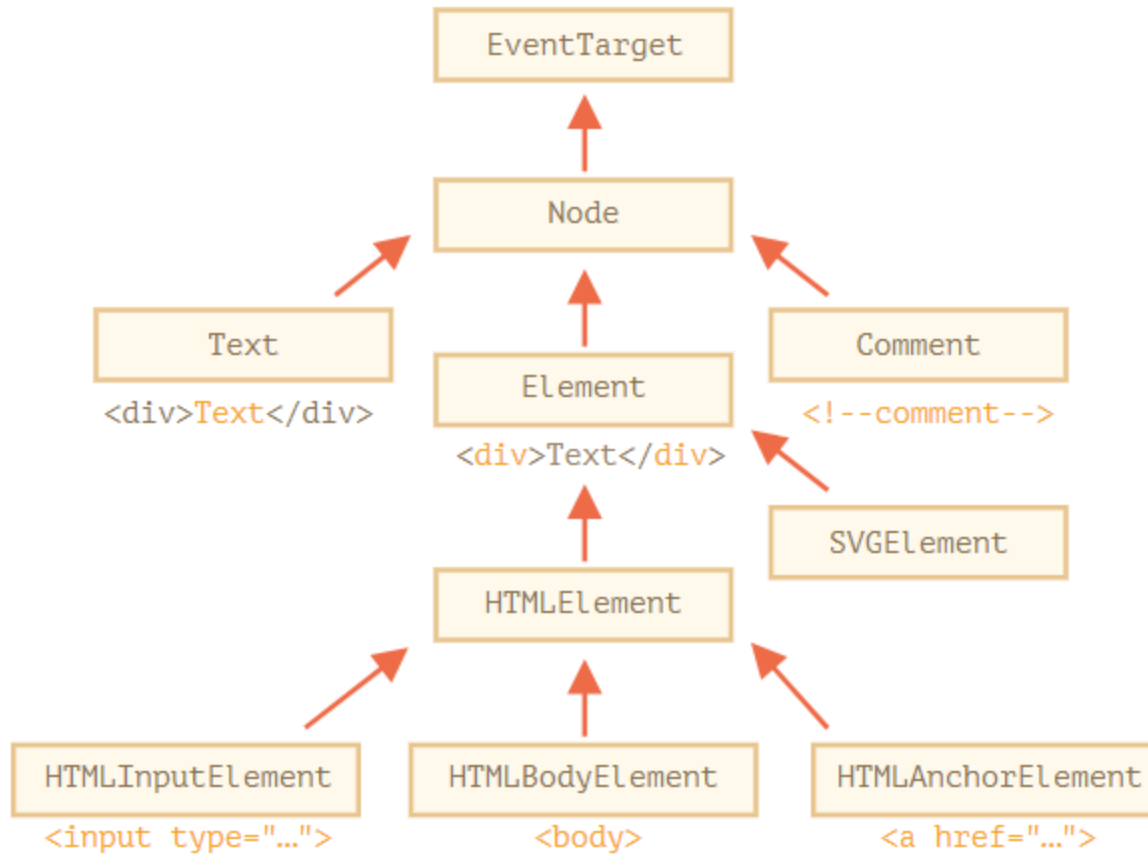 EventTarget
Node
Text
Comment
Element
<div>Text</div>
<!--comment-->
<div>Text</div>
SVGElement
HTMLElement
HTMLInputElement
HTMLBodyElement
HTMLAnchorElement
<input type="…">
<body>
<a href="…">